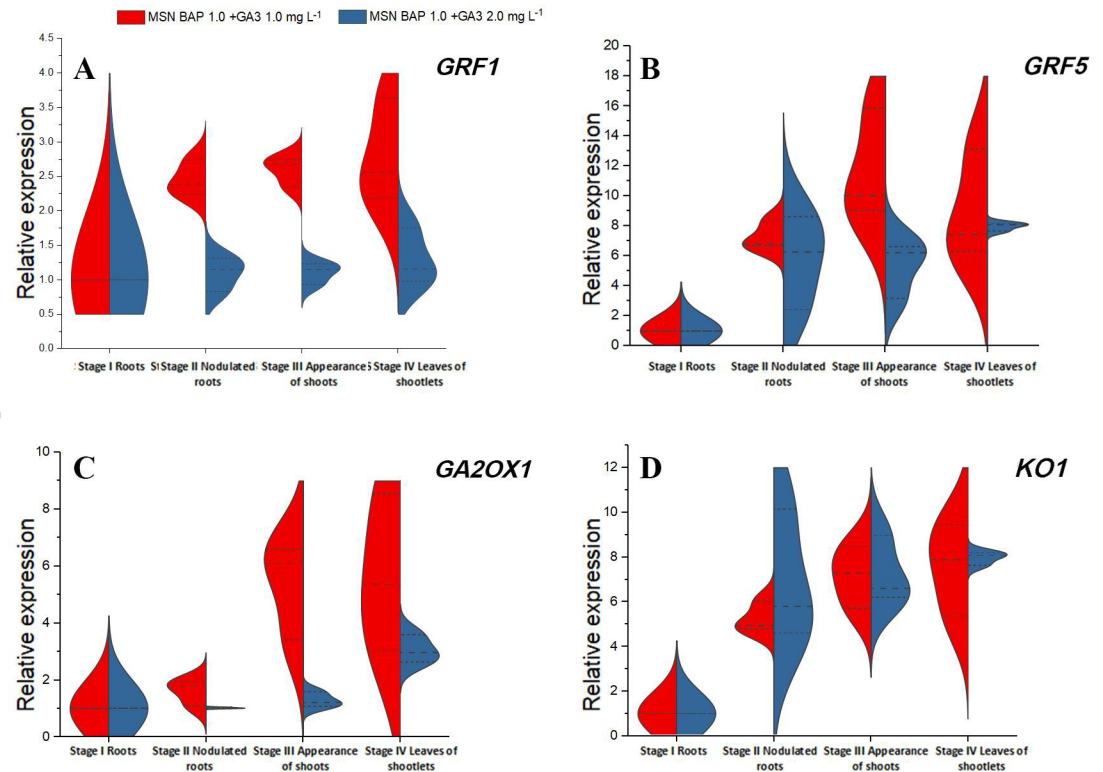 MSN BAP 1.0 +GA3 1.0 mg L-1 MSN BAP 1.0 +GA3 2.0 mg L-1
A
GRF1
Relative expression
4.5
4.0
3.5
3.0
2.5
2.0
1.5
1.0
0.5
0.0
Stage I Roots Stage II Nodulated Stage III Appearance Stage IV Leaves of
roots of shoots shootlets
B
GRF5
Relative expression
20
18
16
14
12
10
8
6
4
2
0
Stage I Roots Stage II Nodulated Stage III Appearance Stage IV Leaves of
roots of shoots shootlets
C
GA2OX1
Relative expression
10
8
6
4
2
0
Stage I Roots Stage II Nodulated Stage III Appearance Stage IV Leaves of
roots of shoots shootlets
D
KO1
Relative expression
12
10
8
6
4
2
0
Stage I Roots Stage II Nodulated Stage III Appearance Stage IV Leaves of
roots of shoots shootlets